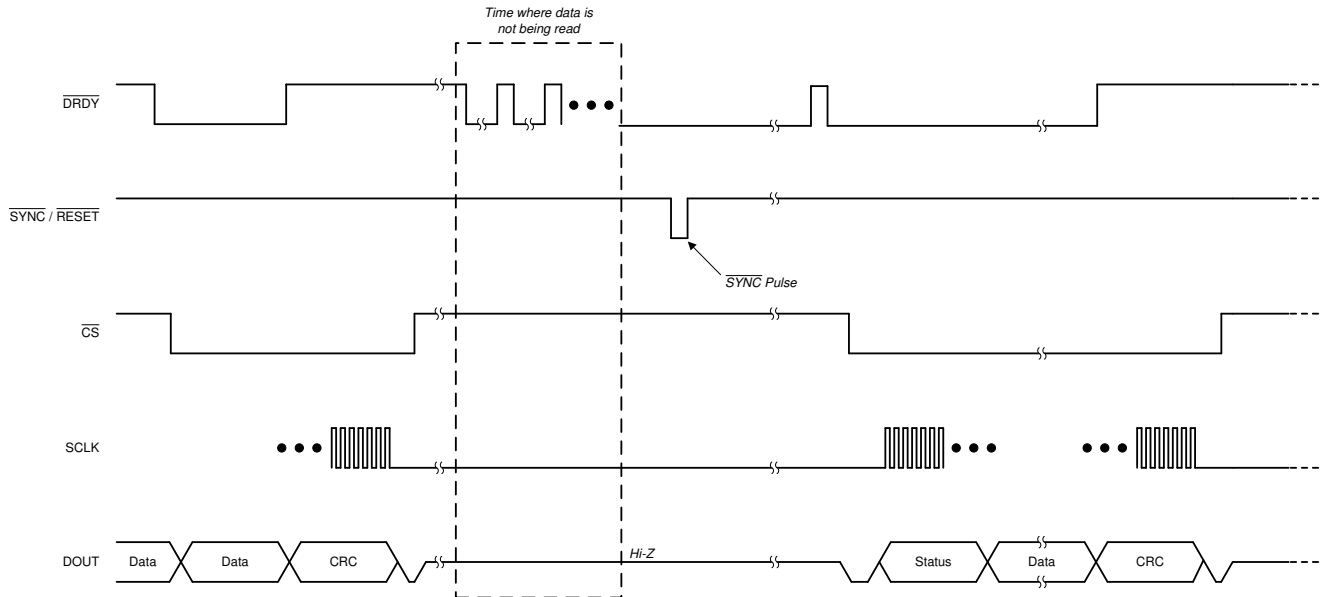 Time where data is
not being read
DRDY
SYNC / RESET
SYNC Pulse
CS
SCLK
DOUT Data Data CRC Hi-Z Status Data CRC